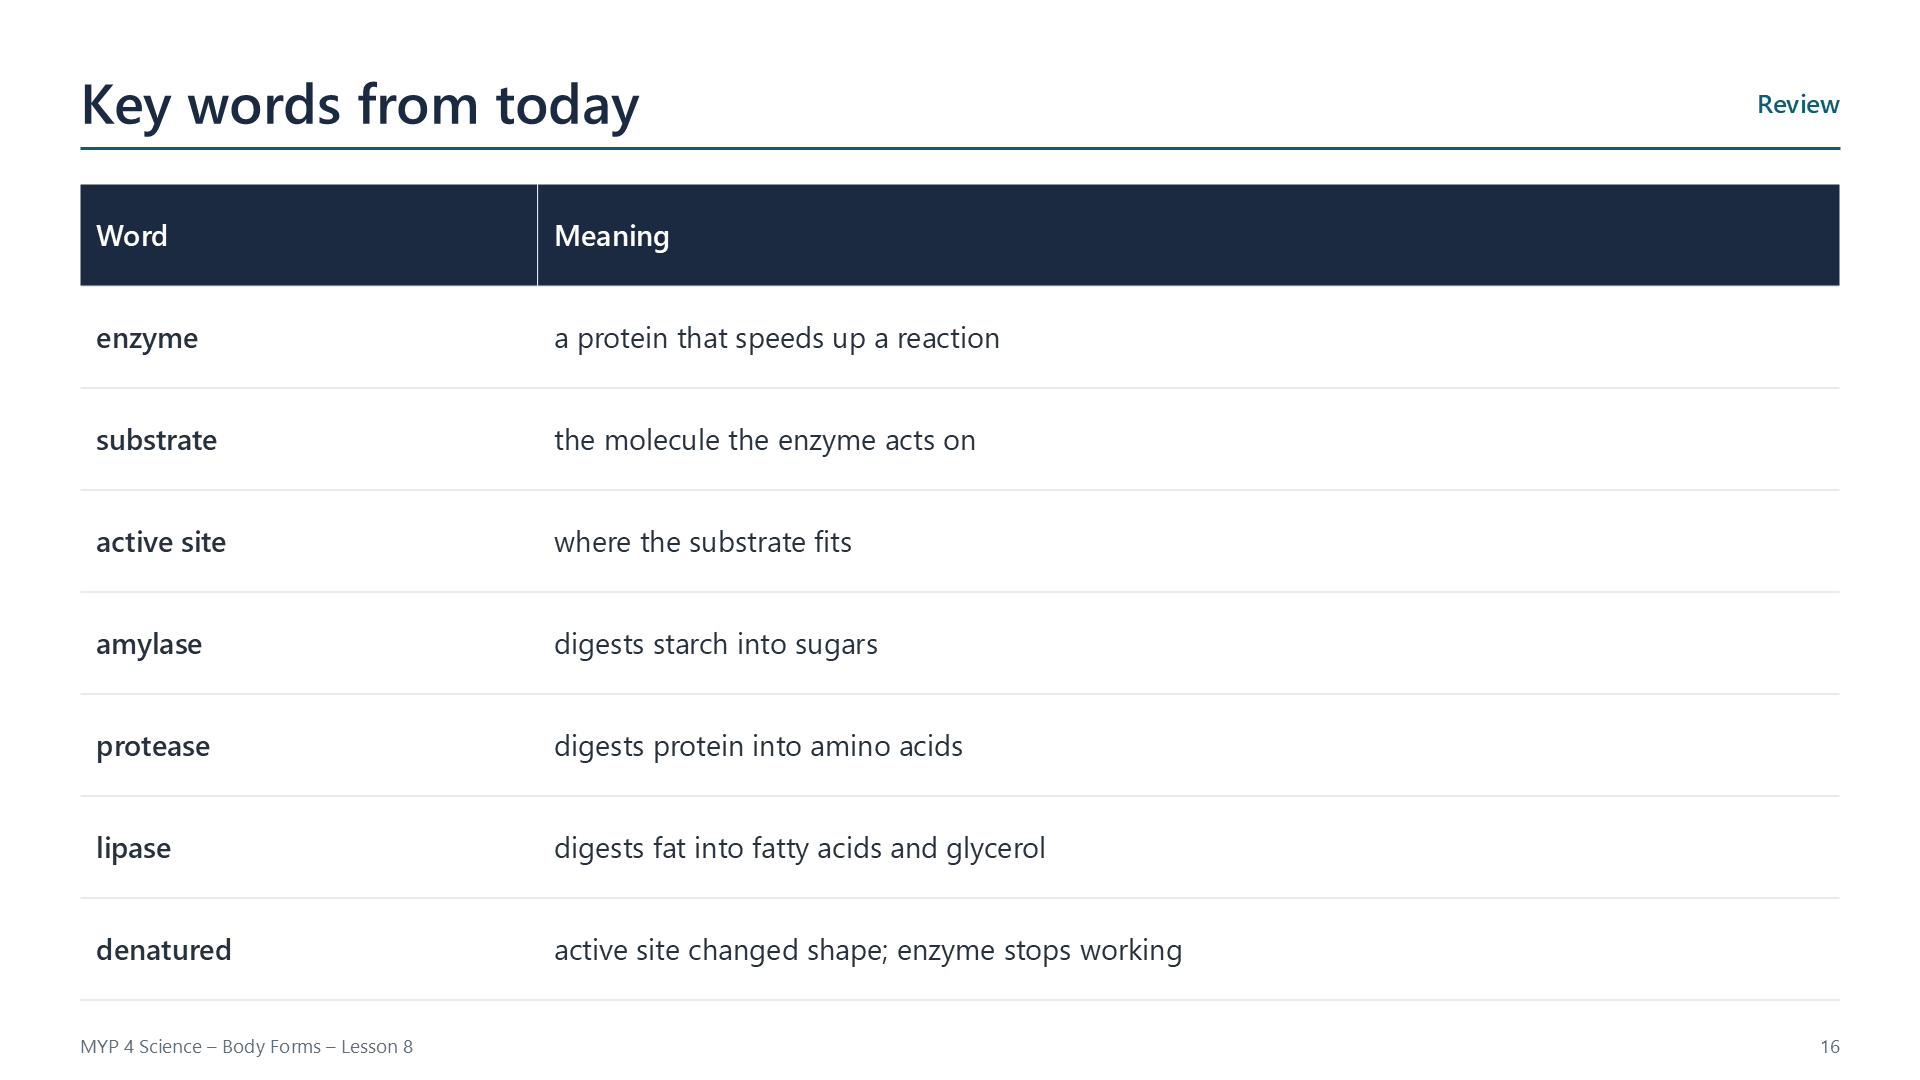 Key words from today
Review
Word Meaning
enzyme a protein that speeds up a reaction
substrate the molecule the enzyme acts on
active site where the substrate fits
amylase digests starch into sugars
protease digests protein into amino acids
lipase digests fat into fatty acids and glycerol
denatured active site changed shape; enzyme stops working
MYP 4 Science – Body Forms – Lesson 8
16